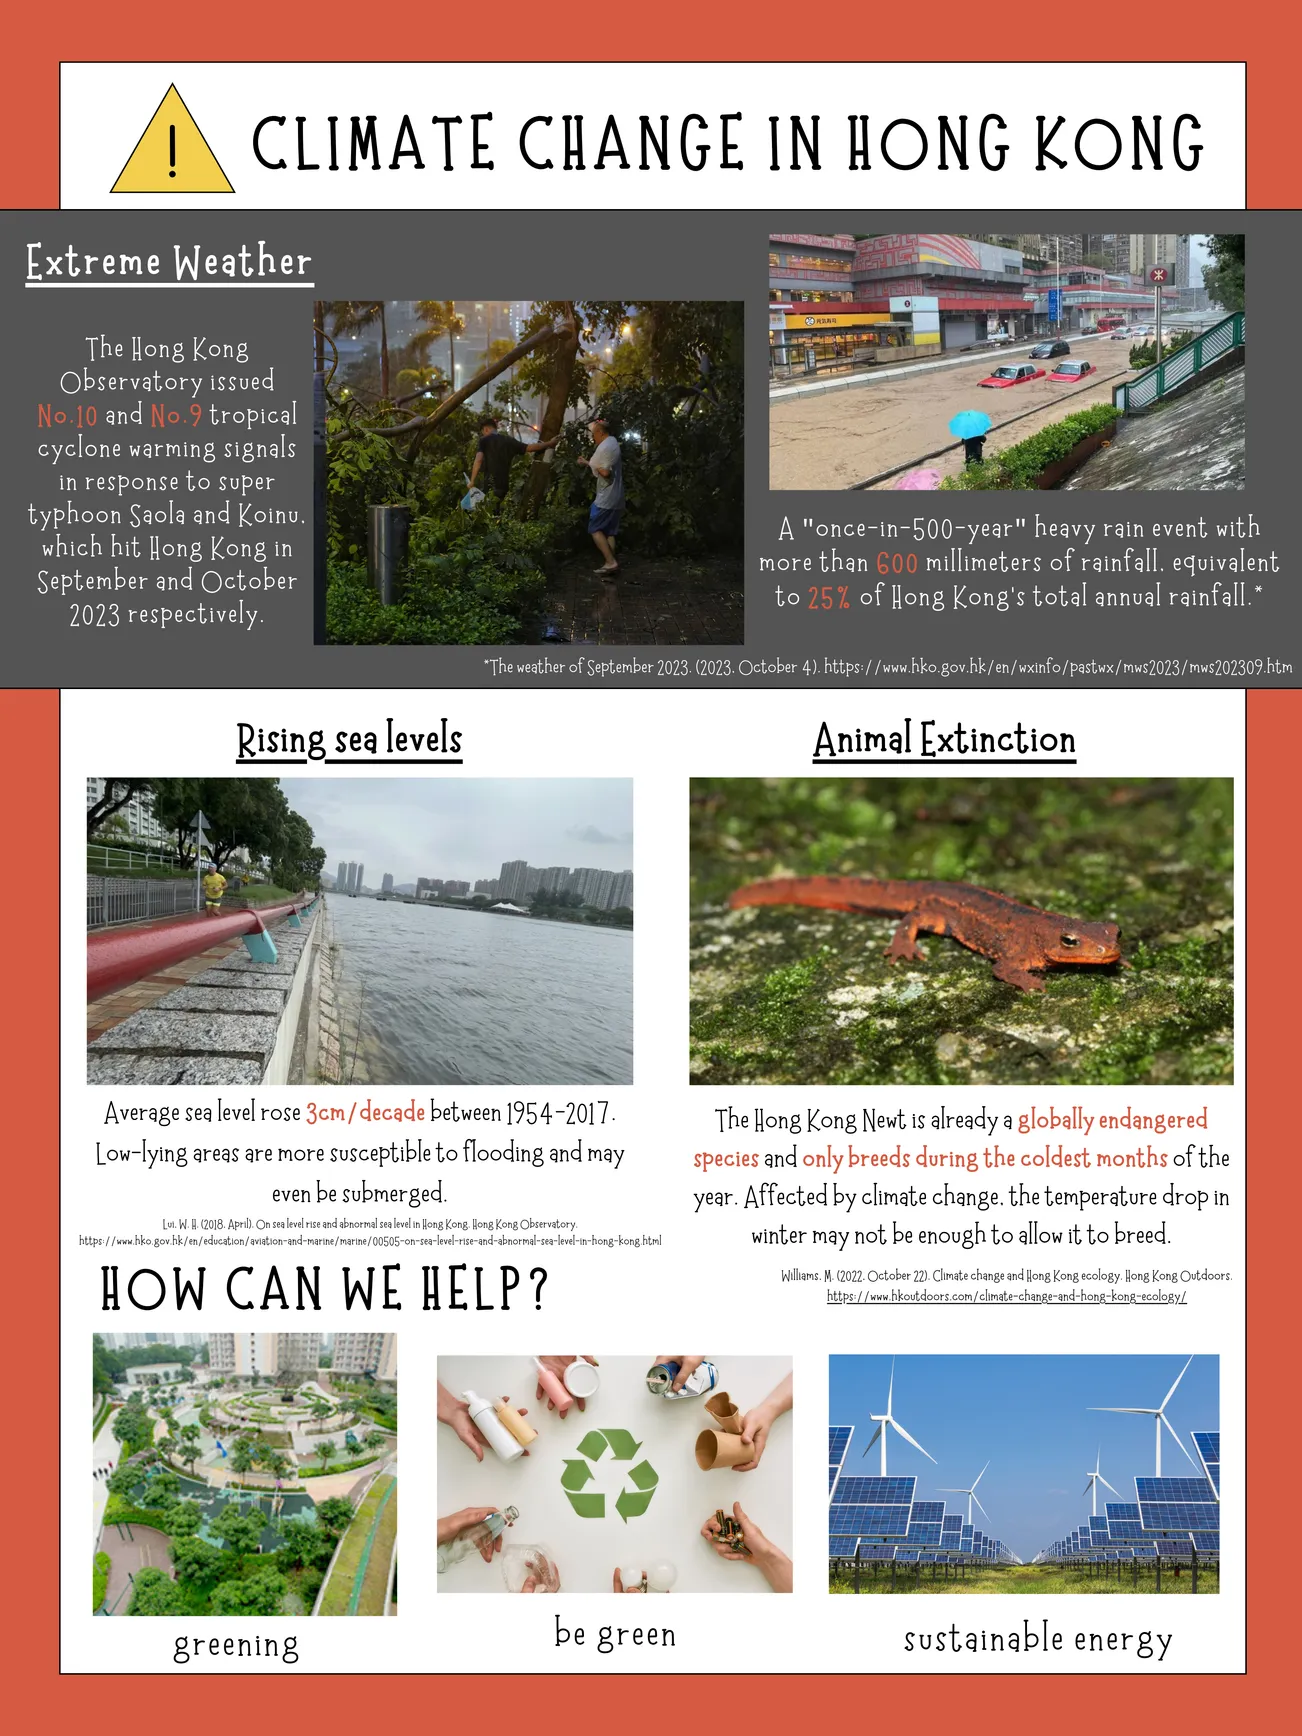 !
CLIMATE CHANGE IN HONG KONG
Extreme Weather
The Hong Kong
Observatory issued
No.10 and No.9 tropical
cyclone warming signals
in response to super
typhoon Saola and Koinu,
which hit Hong Kong in
September and October
2023 respectively.
A "once-in-500-year" heavy rain event with
more than 600 millimeters of rainfall, equivalent
to 25% of Hong Kong's total annual rainfall.*
*The weather of September 2023. (2023, October 4). https://www.hko.gov.hk/en/wxinfo/pastwx/mws2023/mws202309.htm
Rising sea levels
Average sea level rose 3cm/decade between 1954-2017.
Low-lying areas are more susceptible to flooding and may
even be submerged.
Lui, W. H. (2018, April). On sea level rise and abnormal sea level in Hong Kong. Hong Kong Observatory.
https://www.hko.gov.hk/en/education/aviation-and-marine/marine/00505-on-sea-level-rise-and-abnormal-sea-level-in-hong-kong.html
Animal Extinction
The Hong Kong Newt is already a globally endangered
species and only breeds during the coldest months of the
year. Affected by climate change, the temperature drop in
winter may not be enough to allow it to breed.
Williams, M. (2022, October 22). Climate change and Hong Kong ecology. Hong Kong Outdoors.
https://www.hkoutdoors.com/climate-change-and-hong-kong-ecology/
HOW CAN WE HELP?
greening
be green
sustainable energy